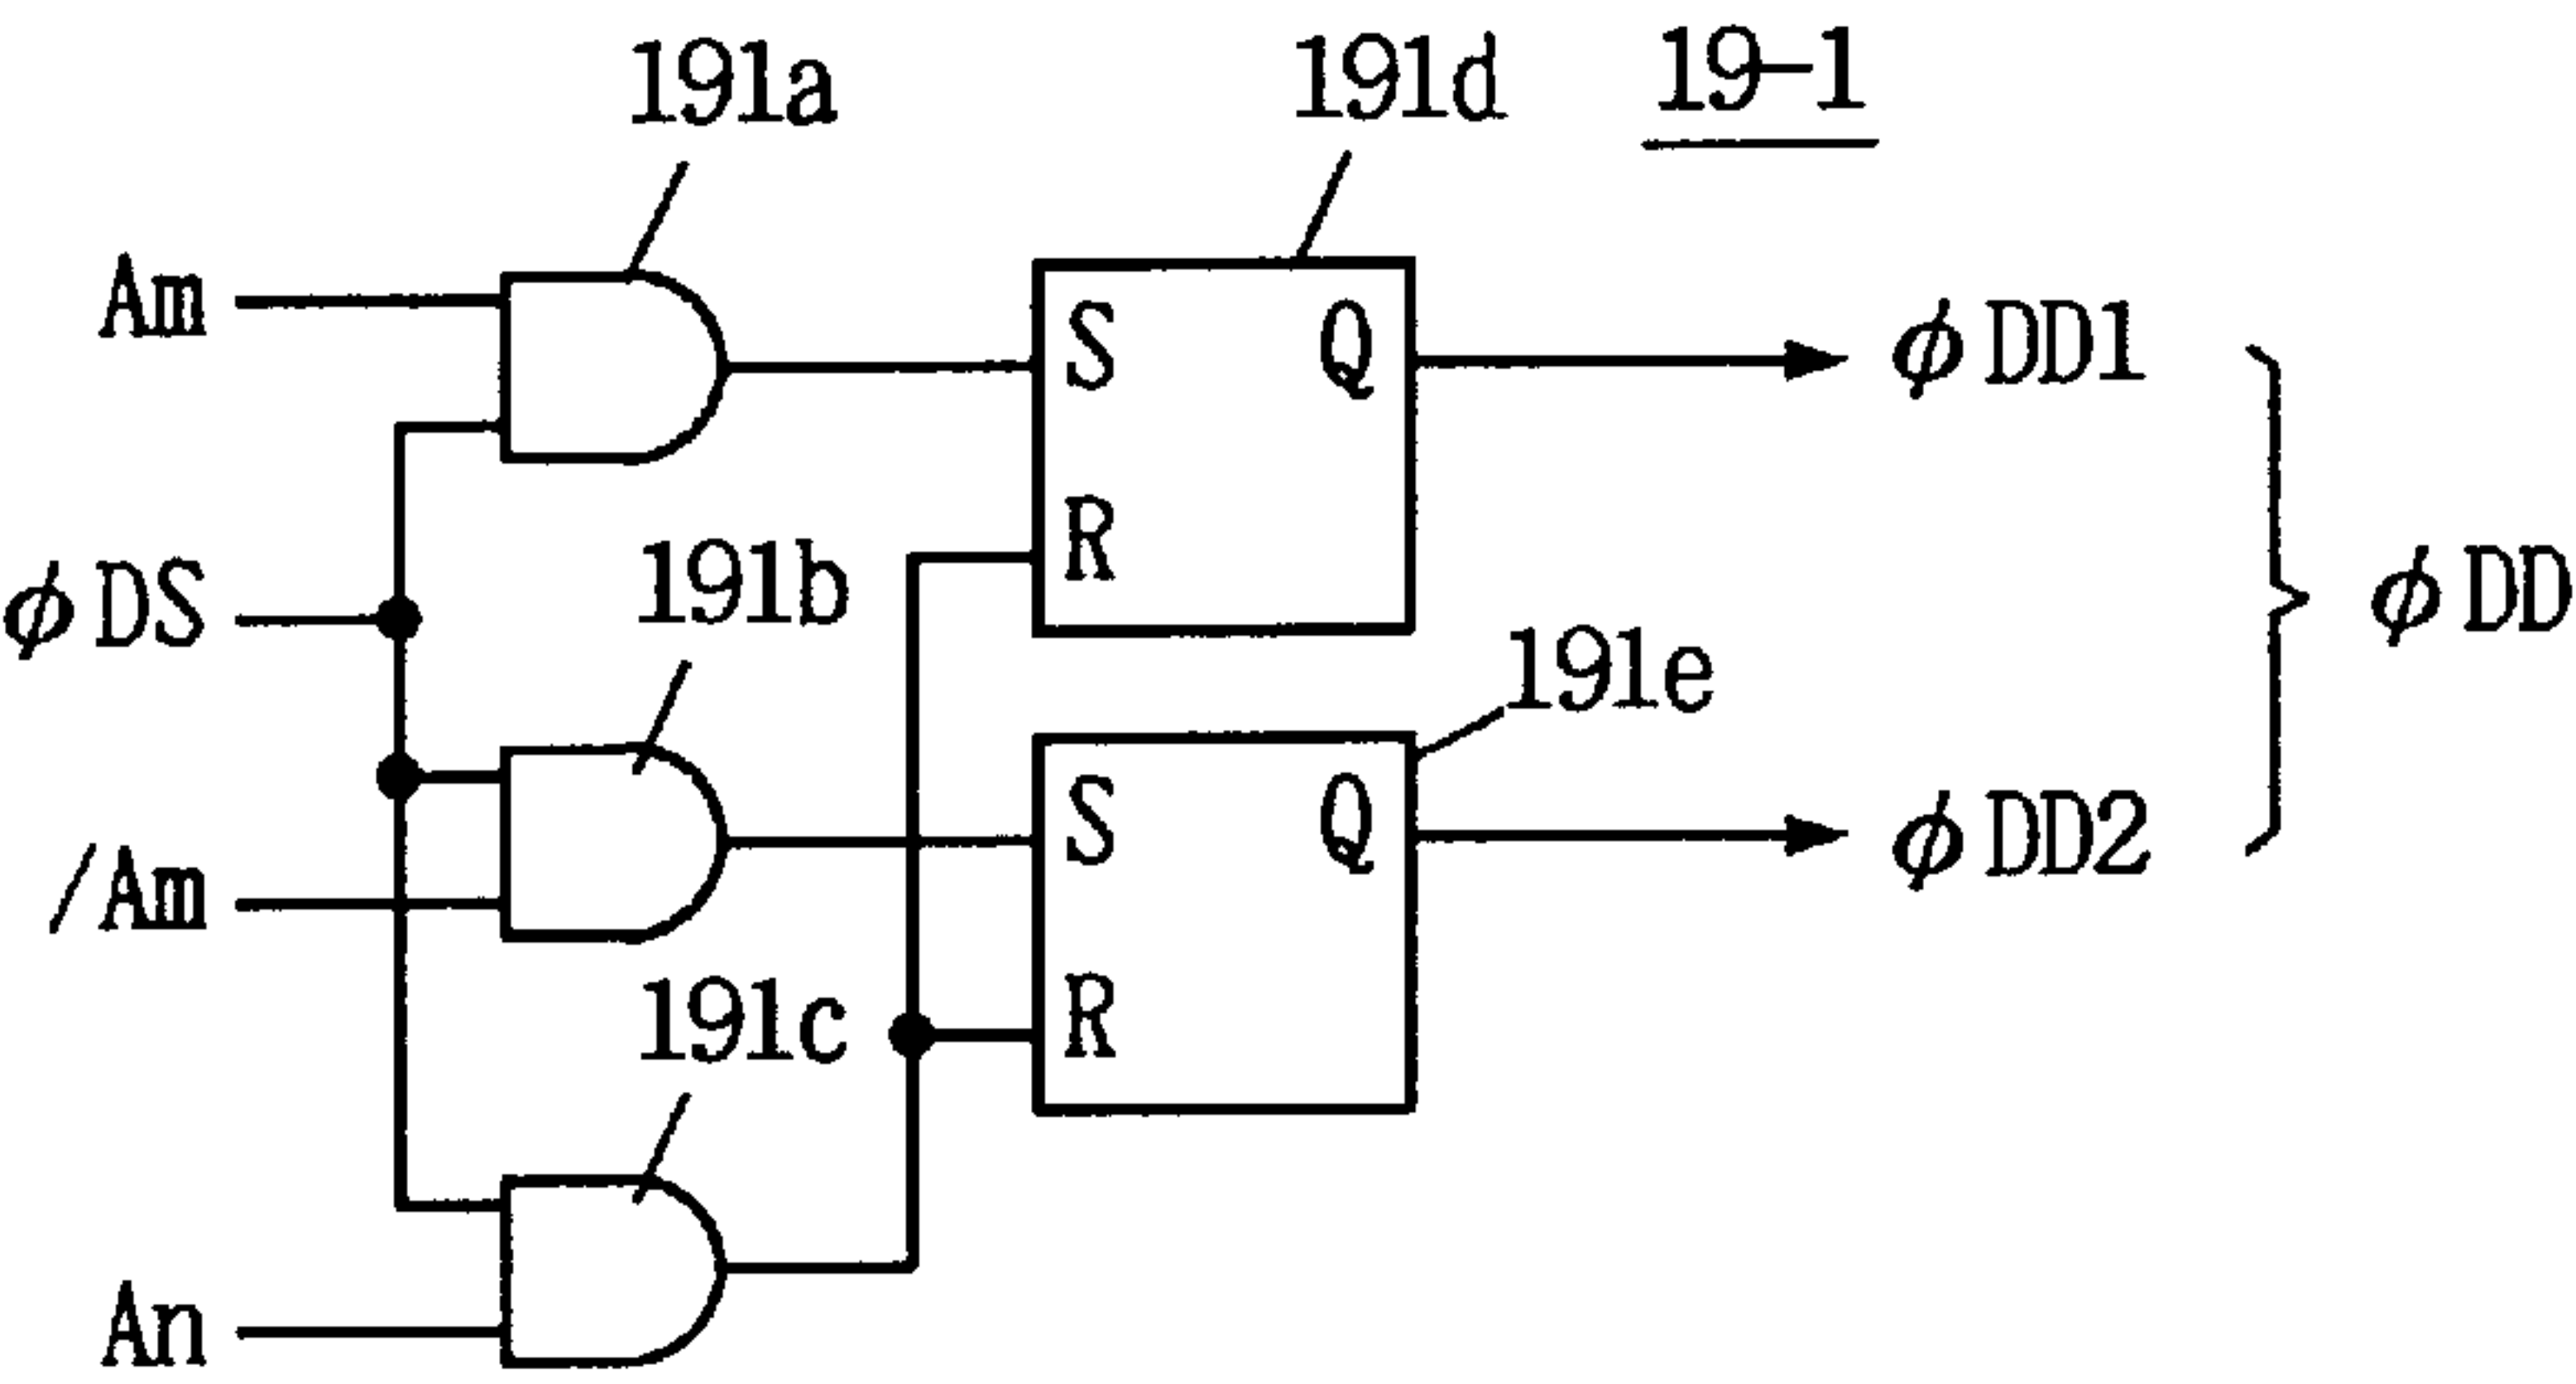 191a
191d
19-1
Am
S
Q
φDD1
R
φDS
191b
φDD
191e
S
Q
φDD2
/Am
191c
R
An